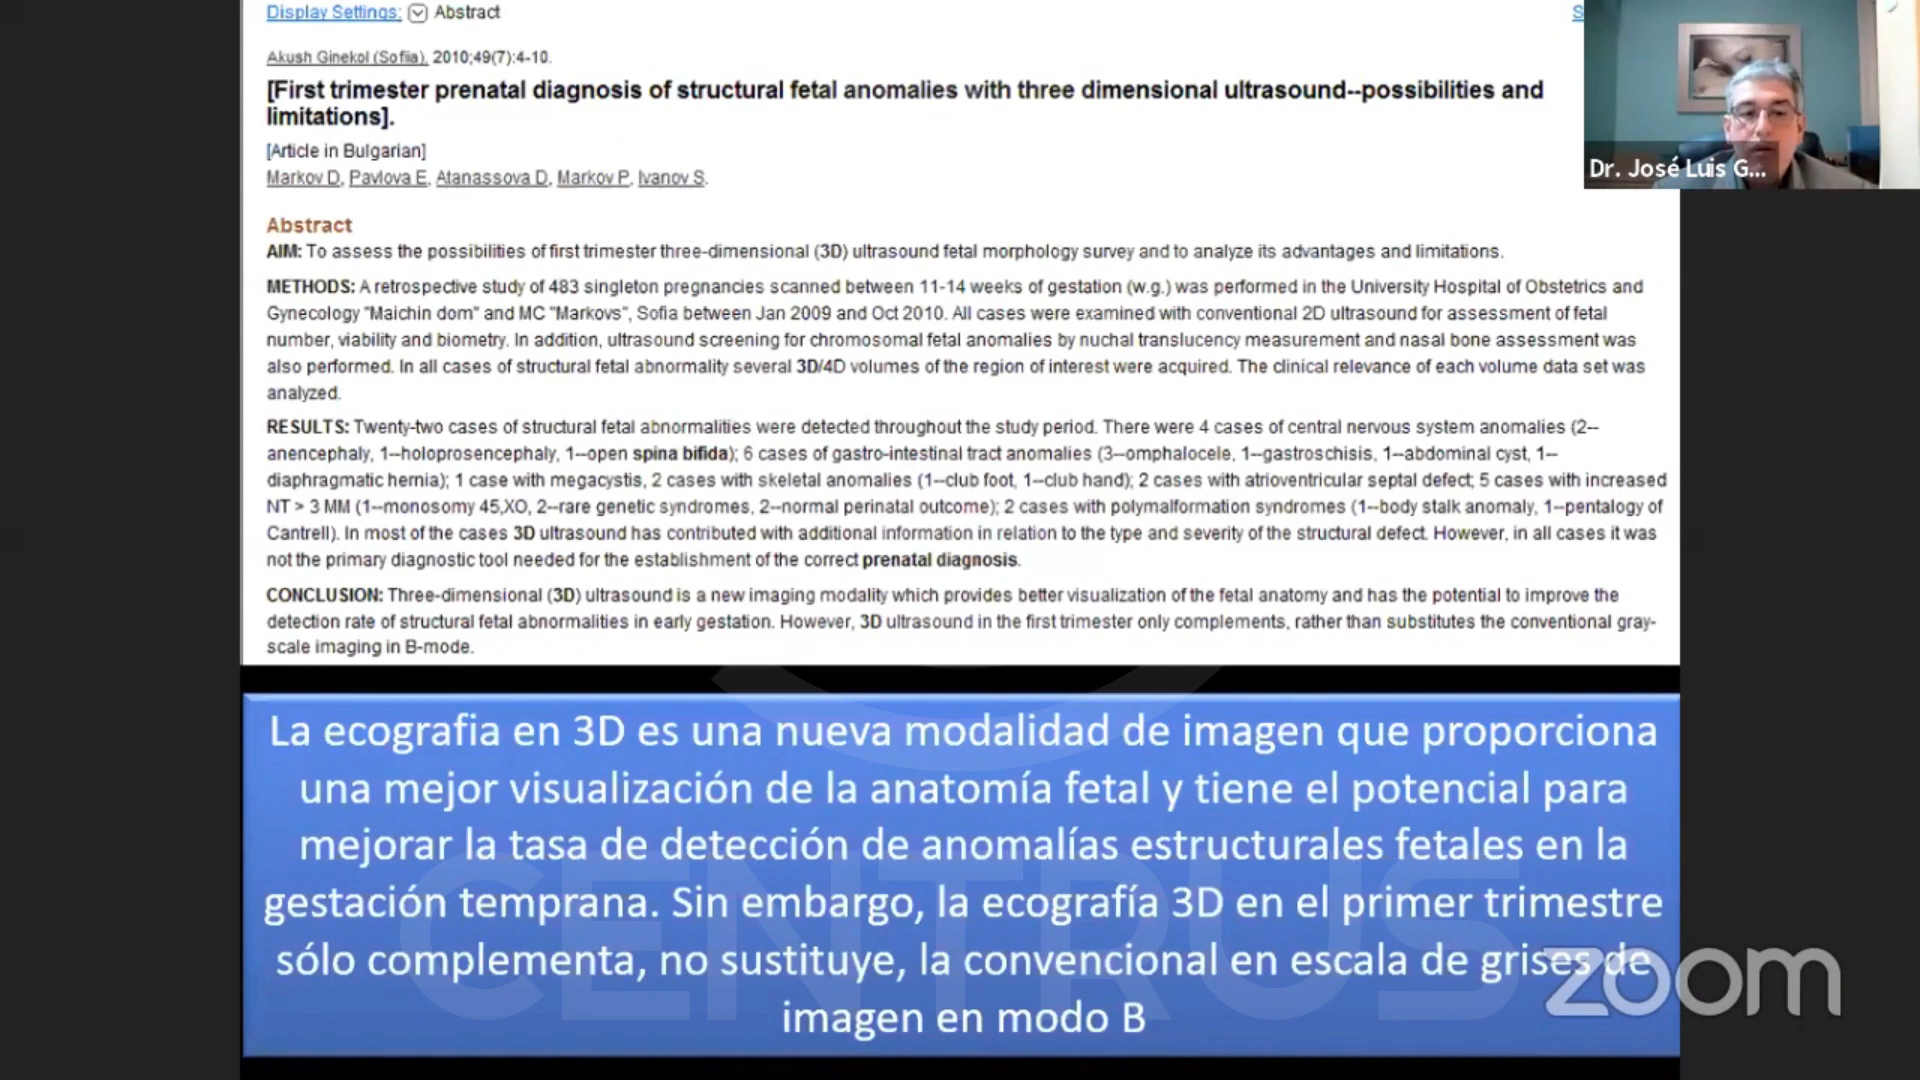 Display Settings: Abstract
Akush Ginekol (Sofiia). 2010;49(7):4-10.
[First trimester prenatal diagnosis of structural fetal anomalies with three dimensional ultrasound--possibilities and
limitations].
[Article in Bulgarian]
Markov D, Pavlova E, Atanassova D, Markov P, Ivanov S.
Abstract
AIM: To assess the possibilities of first trimester three-dimensional (3D) ultrasound fetal morphology survey and to analyze its advantages and limitations.
METHODS: A retrospective study of 483 singleton pregnancies scanned between 11-14 weeks of gestation (w.g.) was performed in the University Hospital of Obstetrics and
Gynecology "Maichin dom" and MC "Markovs", Sofia between Jan 2009 and Oct 2010. All cases were examined with conventional 2D ultrasound for assessment of fetal
number, viability and biometry. In addition, ultrasound screening for chromosomal fetal anomalies by nuchal translucency measurement and nasal bone assessment was
also performed. In all cases of structural fetal abnormality several 3D/4D volumes of the region of interest were acquired. The clinical relevance of each volume data set was
analyzed.
RESULTS: Twenty-two cases of structural fetal abnormalities were detected throughout the study period. There were 4 cases of central nervous system anomalies (2--
anencephaly, 1--holoprosencephaly, 1--open spina bifida); 6 cases of gastro-intestinal tract anomalies (3--omphalocele, 1--gastroschisis, 1--abdominal cyst, 1--
diaphragmatic hernia); 1 case with megacystis, 2 cases with skeletal anomalies (1--club foot, 1--club hand); 2 cases with atrioventricular septal defect; 5 cases with increased
NT > 3 MM (1--monosomy 45,XO, 2--rare genetic syndromes, 2--normal perinatal outcome); 2 cases with polymalformation syndromes (1--body stalk anomaly, 1--pentalogy of
Cantrell). In most of the cases 3D ultrasound has contributed with additional information in relation to the type and severity of the structural defect. However, in all cases it was
not the primary diagnostic tool needed for the establishment of the correct prenatal diagnosis.
CONCLUSION: Three-dimensional (3D) ultrasound is a new imaging modality which provides better visualization of the fetal anatomy and has the potential to improve the
detection rate of structural fetal abnormalities in early gestation. However, 3D ultrasound in the first trimester only complements, rather than substitutes the conventional gray-
scale imaging in B-mode.
Dr. José Luis G...
La ecografia en 3D es una nueva modalidad de imagen que proporciona
una mejor visualización de la anatomía fetal y tiene el potencial para
mejorar la tasa de detección de anomalías estructurales fetales en la
gestación temprana. Sin embargo, la ecografía 3D en el primer trimestre
sólo complementa, no sustituye, la convencional en escala de grises de
imagen en modo B
CENTRUS
zoom